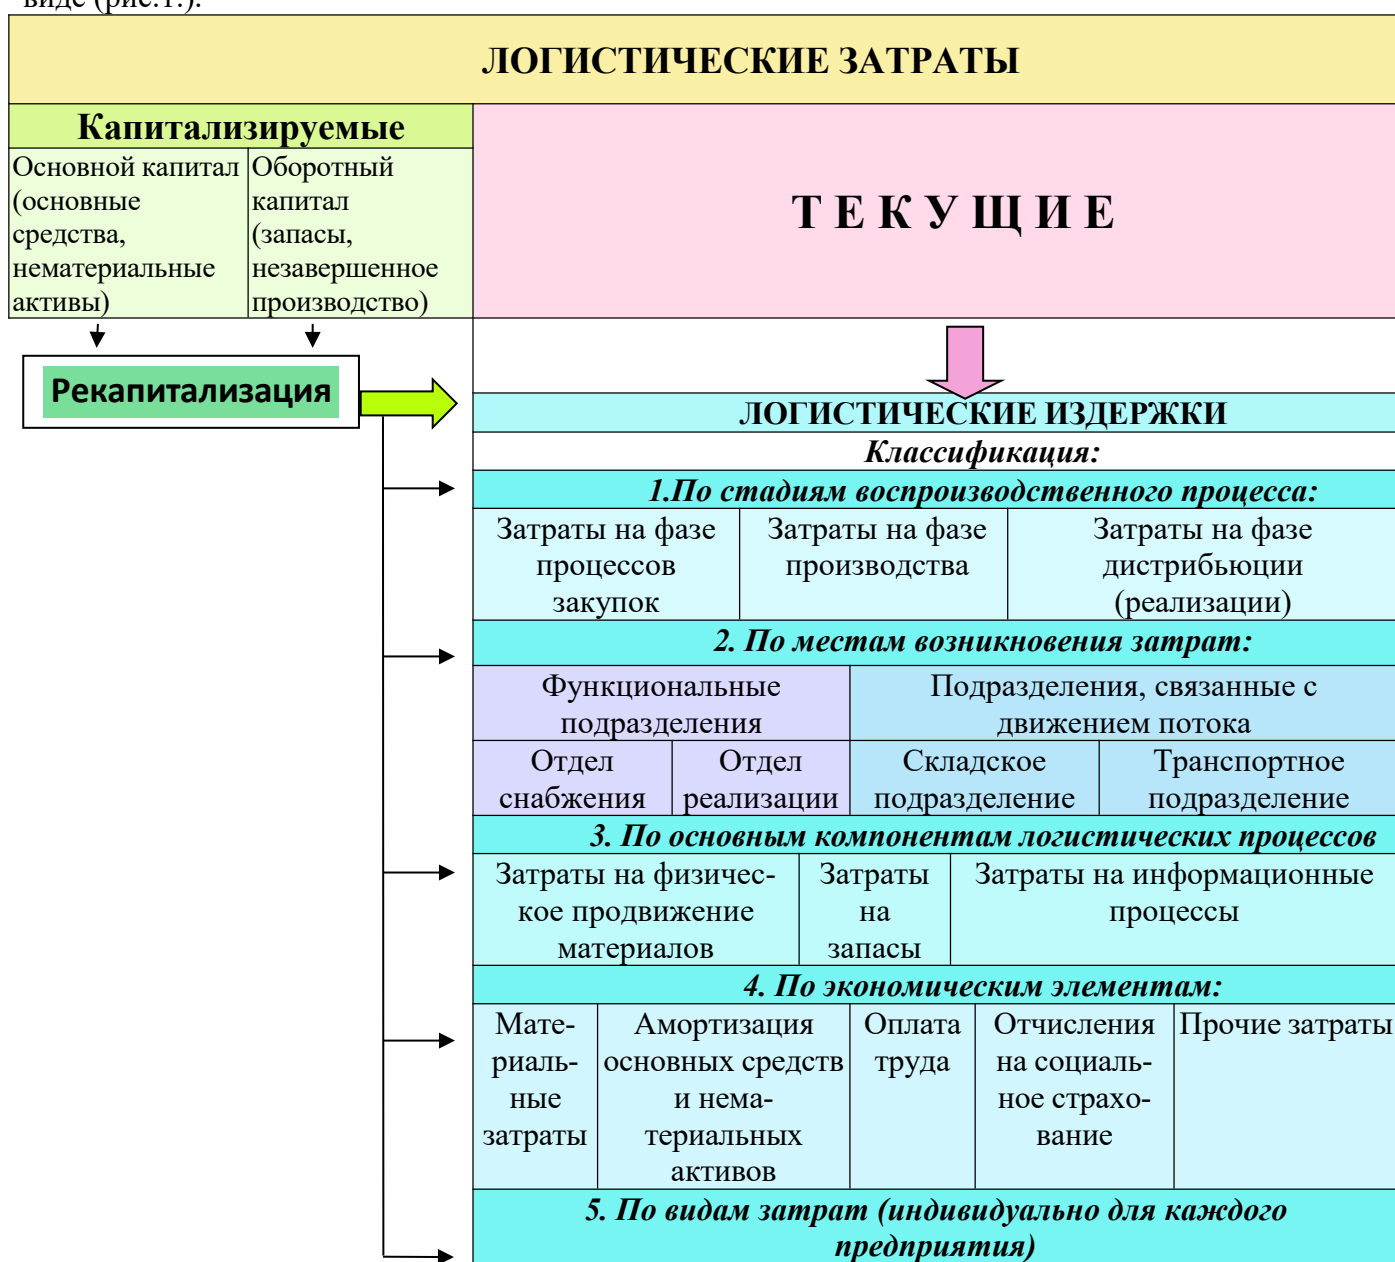 виде (рис.1.).
ЛОГИСТИЧЕСКИЕ ЗАТРАТЫ
Капитализируемые
Основной капитал
(основные
средства,
нематериальные
активы)
Оборотный
капитал
(запасы,
незавершенное
производство)
Т Е К У Щ И Е
Рекапитализация
ЛОГИСТИЧЕСКИЕ ИЗДЕРЖКИ
Классификация:
1.По стадиям воспроизводственного процесса:
Затраты на фазе
процессов
закупок
Затраты на фазе
производства
Затраты на фазе
дистрибьюции
(реализации)
2. По местам возникновения затрат:
Функциональные
подразделения
Подразделения, связанные с
движением потока
Отдел
снабжения
Отдел
реализации
Складское
подразделение
Транспортное
подразделение
3. По основным компонентам логистических процессов
Затраты на физичес-
кое продвижение
материалов
Затраты
на
запасы
Затраты на информационные
процессы
4. По экономическим элементам:
Мате-
риаль-
ные
затраты
Амортизация
основных средств
и нема-
териальных
активов
Оплата
труда
Отчисления
на социаль-
ное страхо-
вание
Прочие затраты
5. По видам затрат (индивидуально для каждого
предприятия)